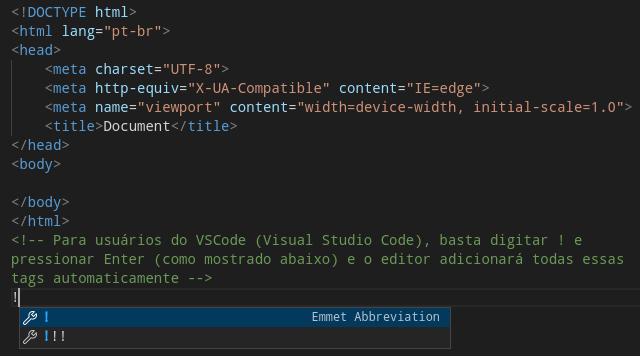 <!DOCTYPE html>
<html lang="pt-br">
<head>
    <meta charset="UTF-8">
    <meta http-equiv="X-UA-Compatible" content="IE=edge">
    <meta name="viewport" content="width=device-width, initial-scale=1.0">
    <title>Document</title>
</head>
<body>

</body>
</html>
<!-- Para usuários do VSCode (Visual Studio Code), basta digitar ! e
pressionar Enter (como mostrado abaixo) e o editor adicionará todas essas
tags automaticamente -->
!
! Emmet Abbreviation
!!!